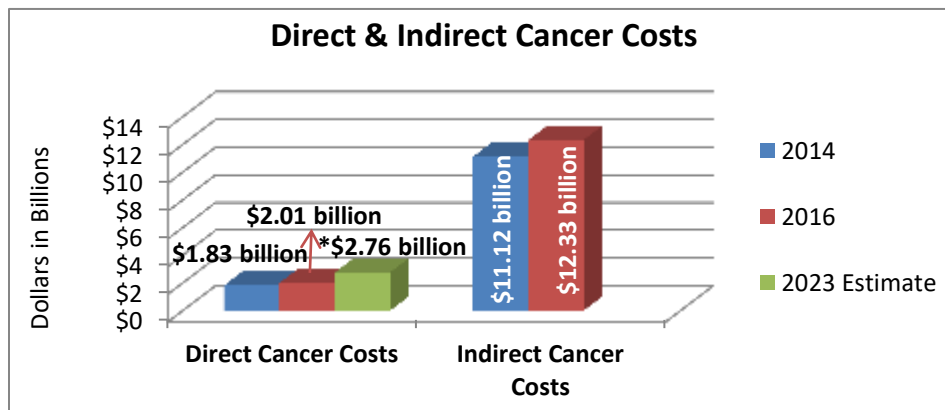 Direct & Indirect Cancer Costs
Dollars in Billions
$14
$12
$10
$8
$6
$4
$2
$0
$1.83 billion
$2.01 billion
*$2.76 billion
$11.12 billion
$12.33 billion
Direct Cancer Costs
Indirect Cancer
Costs
2014
2016
2023 Estimate